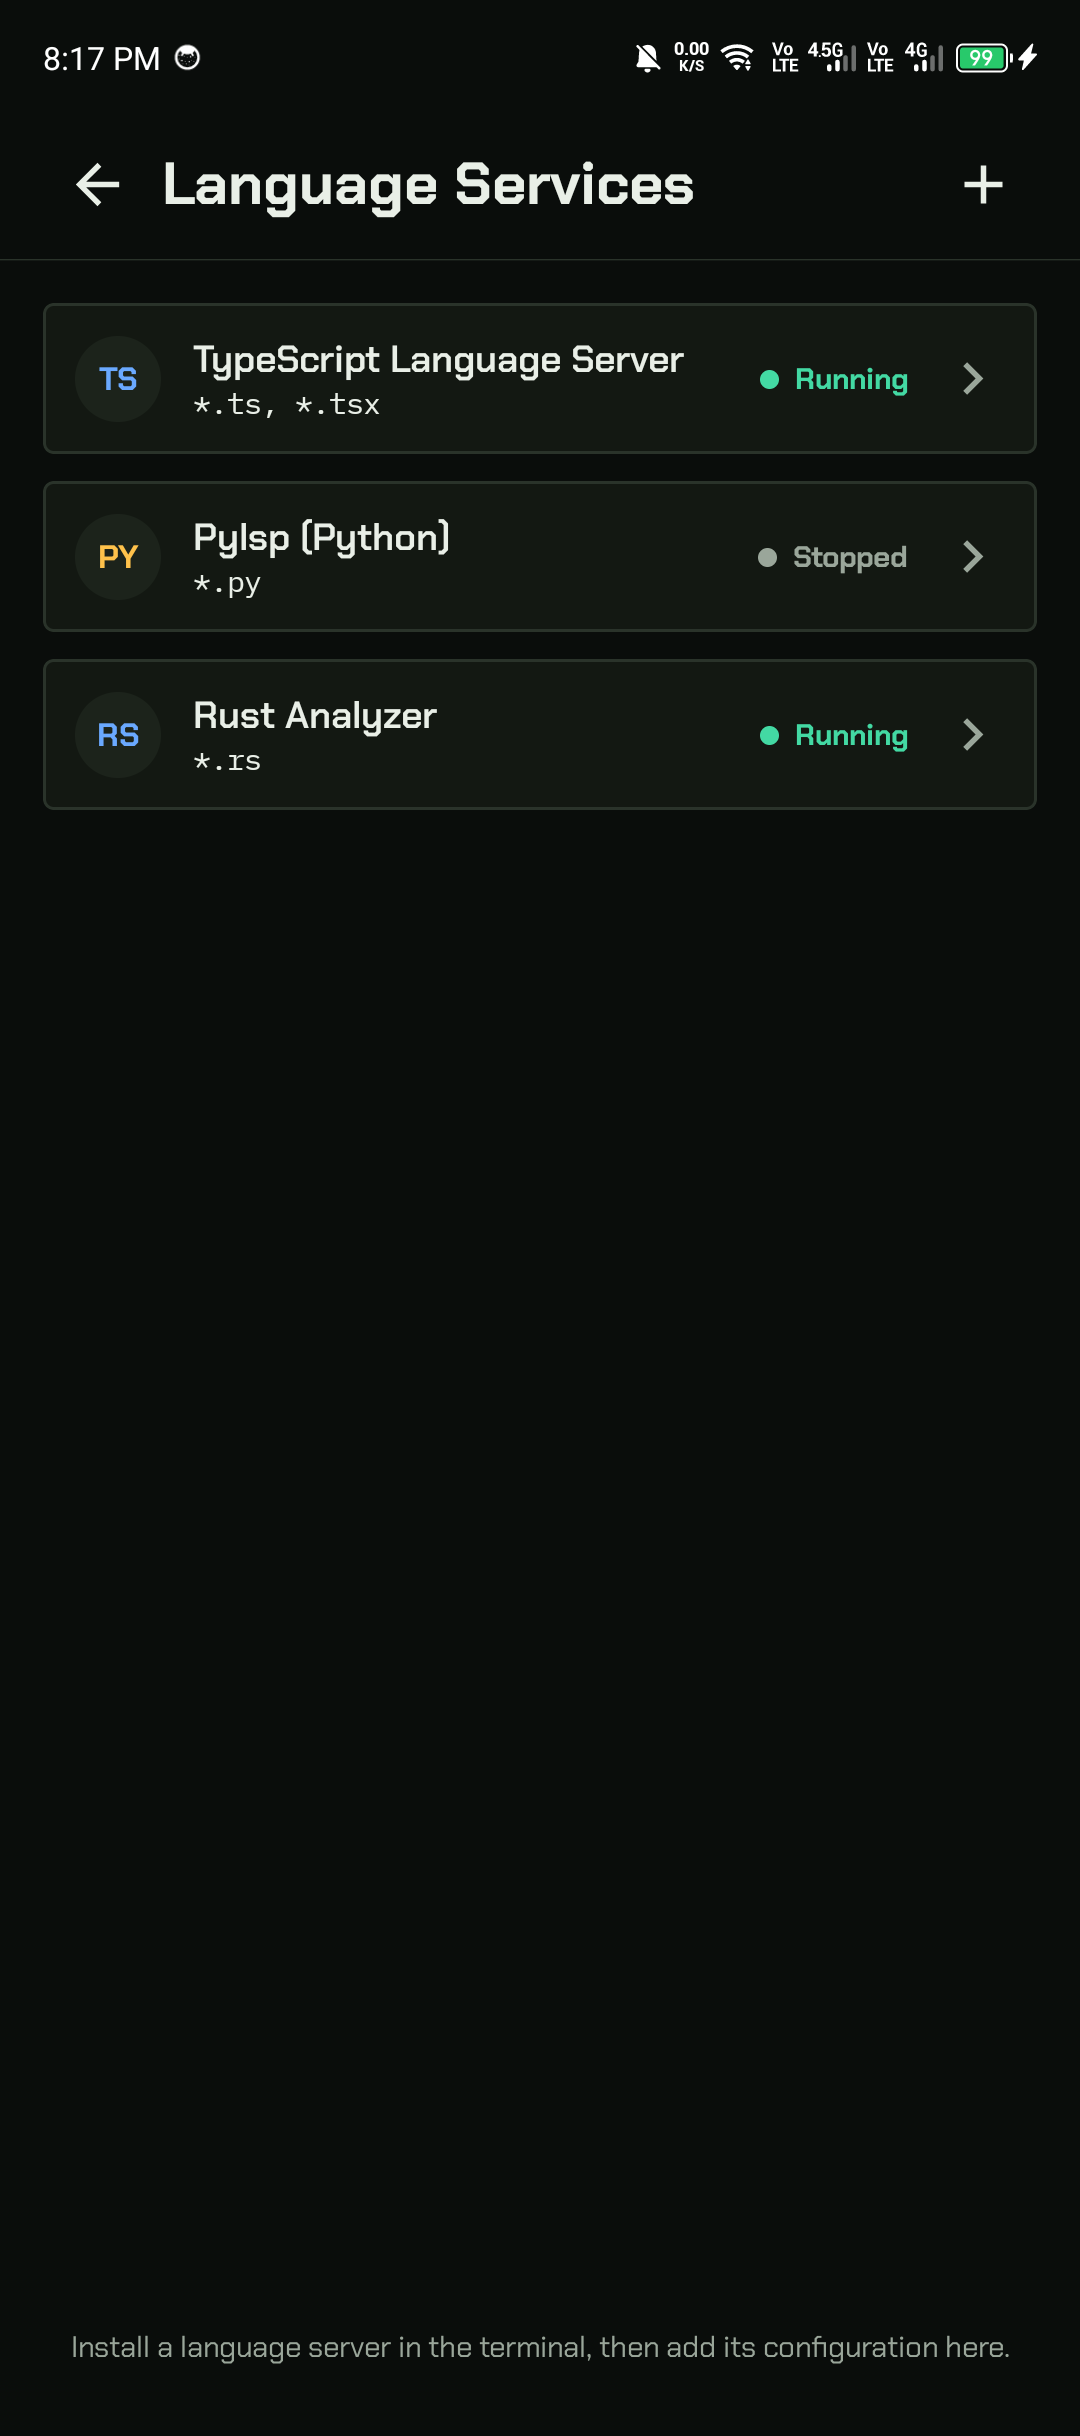 8:17 PM
0.00 K/S
Vo LTE 4.5G Vo LTE 4G 99
Language Services
TS
TypeScript Language Server
*.ts, *.tsx
Running
PY
Pylsp (Python)
*.py
Stopped
RS
Rust Analyzer
*.rs
Running
Install a language server in the terminal, then add its configuration here.